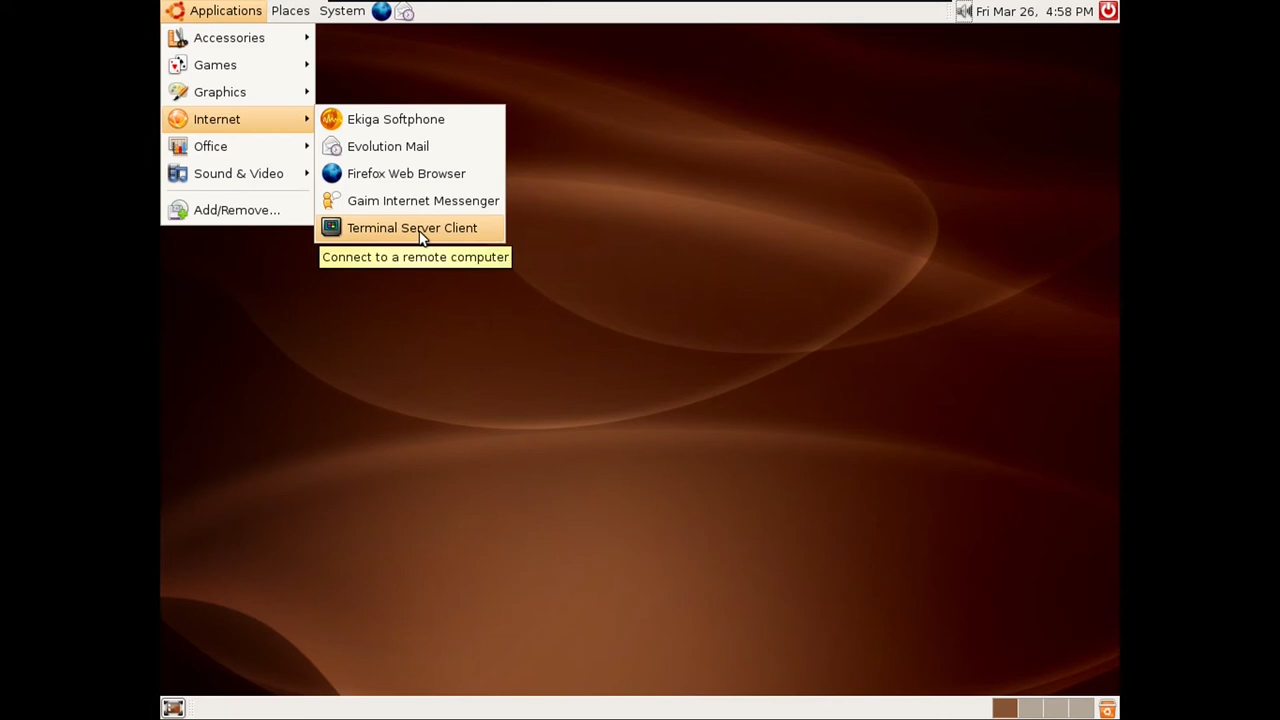 Applications Places System Fri Mar 26, 4:58 PM
Accessories
Games
Graphics
Internet
Office
Sound & Video
Add/Remove...
Ekiga Softphone
Evolution Mail
Firefox Web Browser
Gaim Internet Messenger
Terminal Server Client
Connect to a remote computer